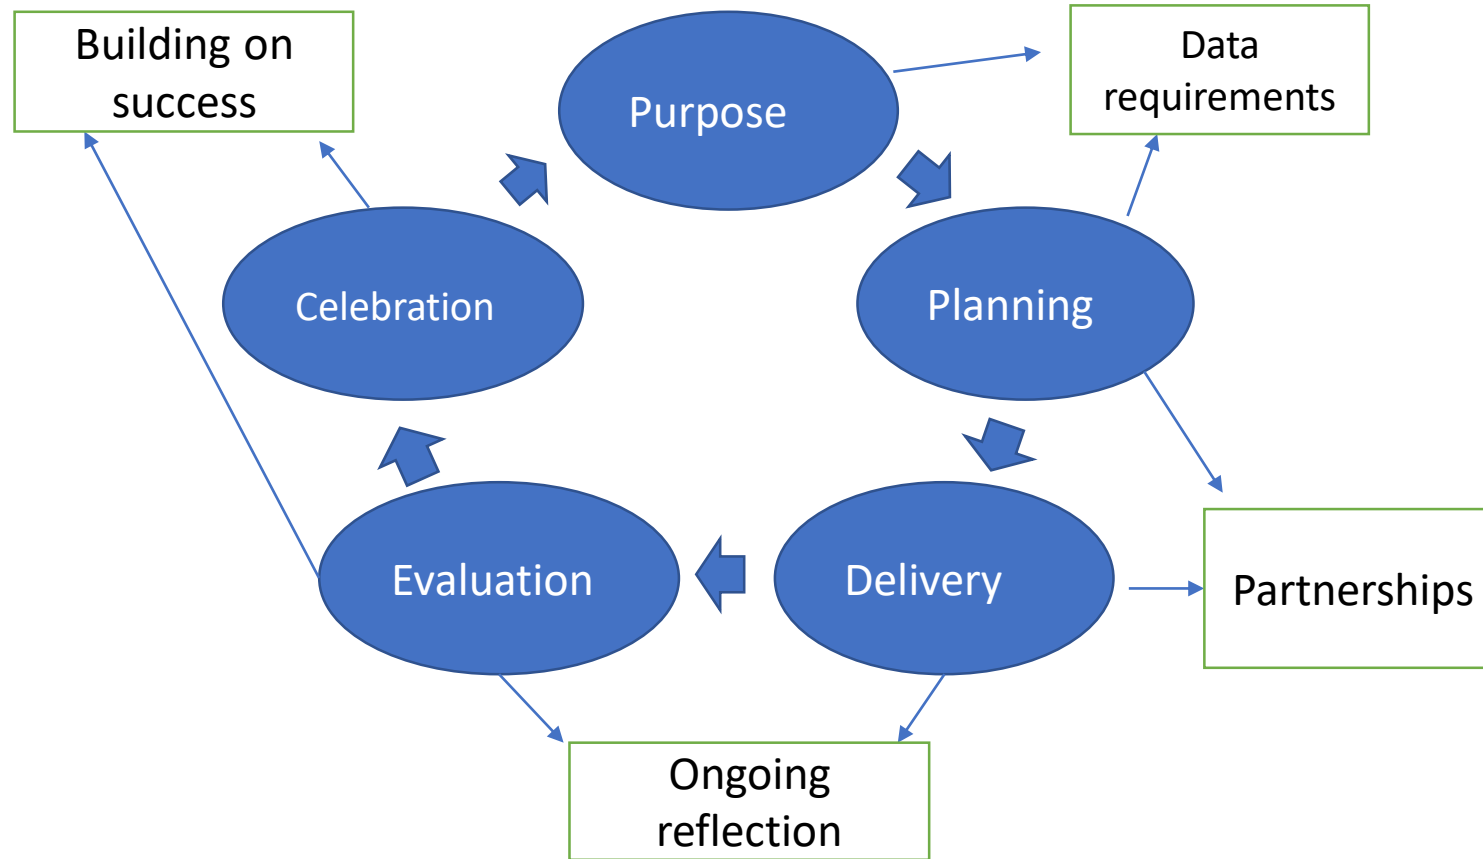 Building on
success
Purpose
Data
requirements
Celebration
Planning
Evaluation
Delivery
Partnerships
Ongoing
reflection